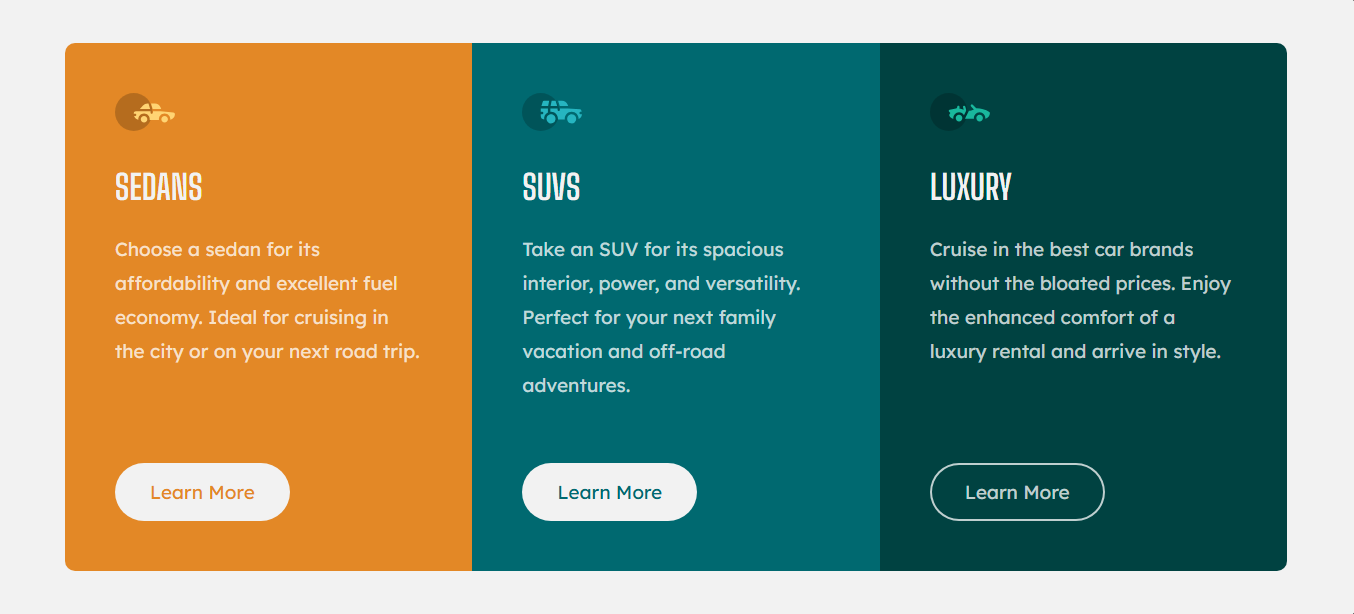 SEDANS
Choose a sedan for its
affordability and excellent fuel
economy. Ideal for cruising in
the city or on your next road trip.
Learn More
SUVS
Take an SUV for its spacious
interior, power, and versatility.
Perfect for your next family
vacation and off-road
adventures.
Learn More
LUXURY
Cruise in the best car brands
without the bloated prices. Enjoy
the enhanced comfort of a
luxury rental and arrive in style.
Learn More